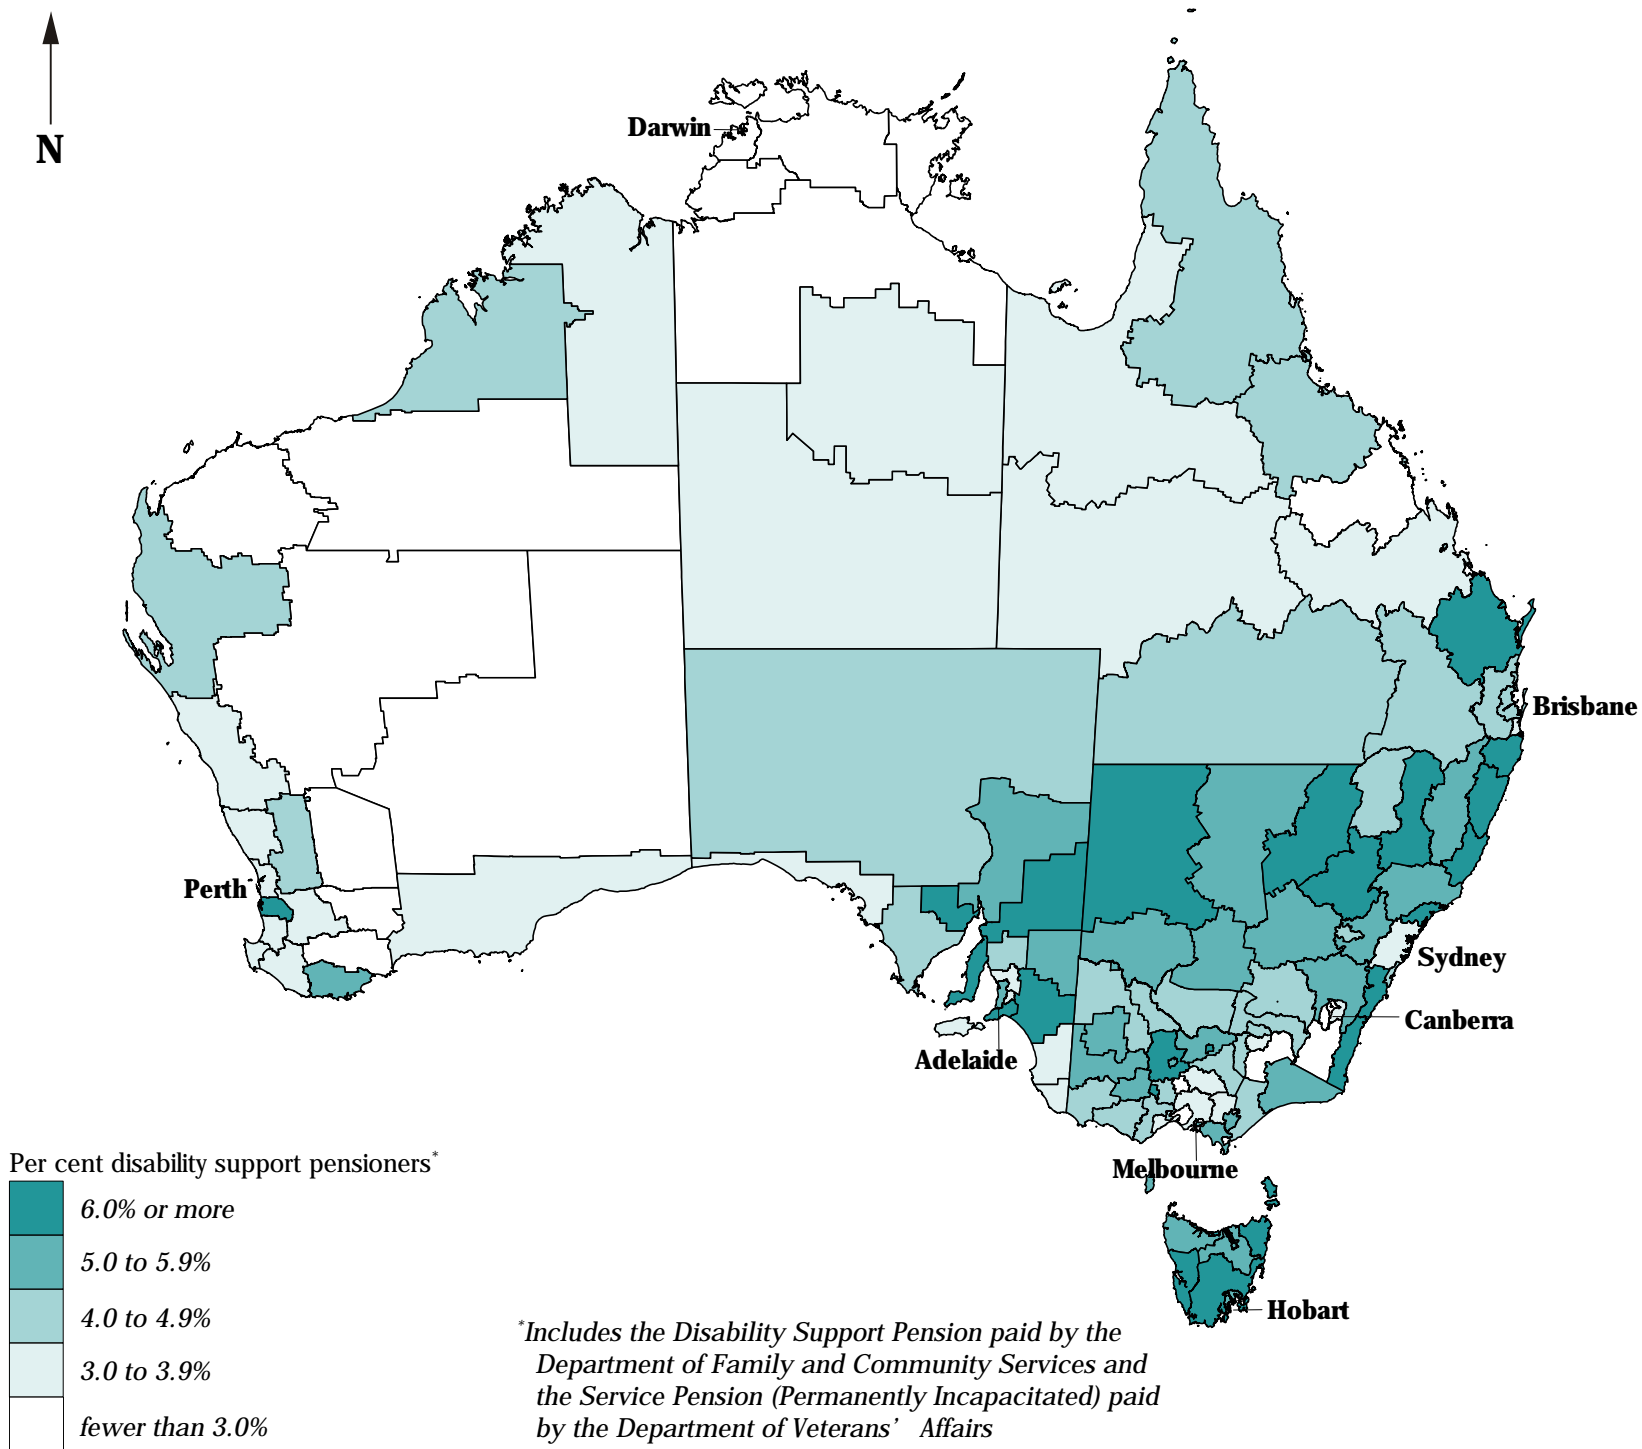 N
Darwin
Brisbane
Perth
Sydney
Canberra
Adelaide
Melbourne
Hobart
Per cent disability support pensioners*
6.0% or more
5.0 to 5.9%
4.0 to 4.9%
3.0 to 3.9%
fewer than 3.0%
*Includes the Disability Support Pension paid by the
Department of Family and Community Services and
the Service Pension (Permanently Incapacitated) paid
by the Department of Veterans' Affairs